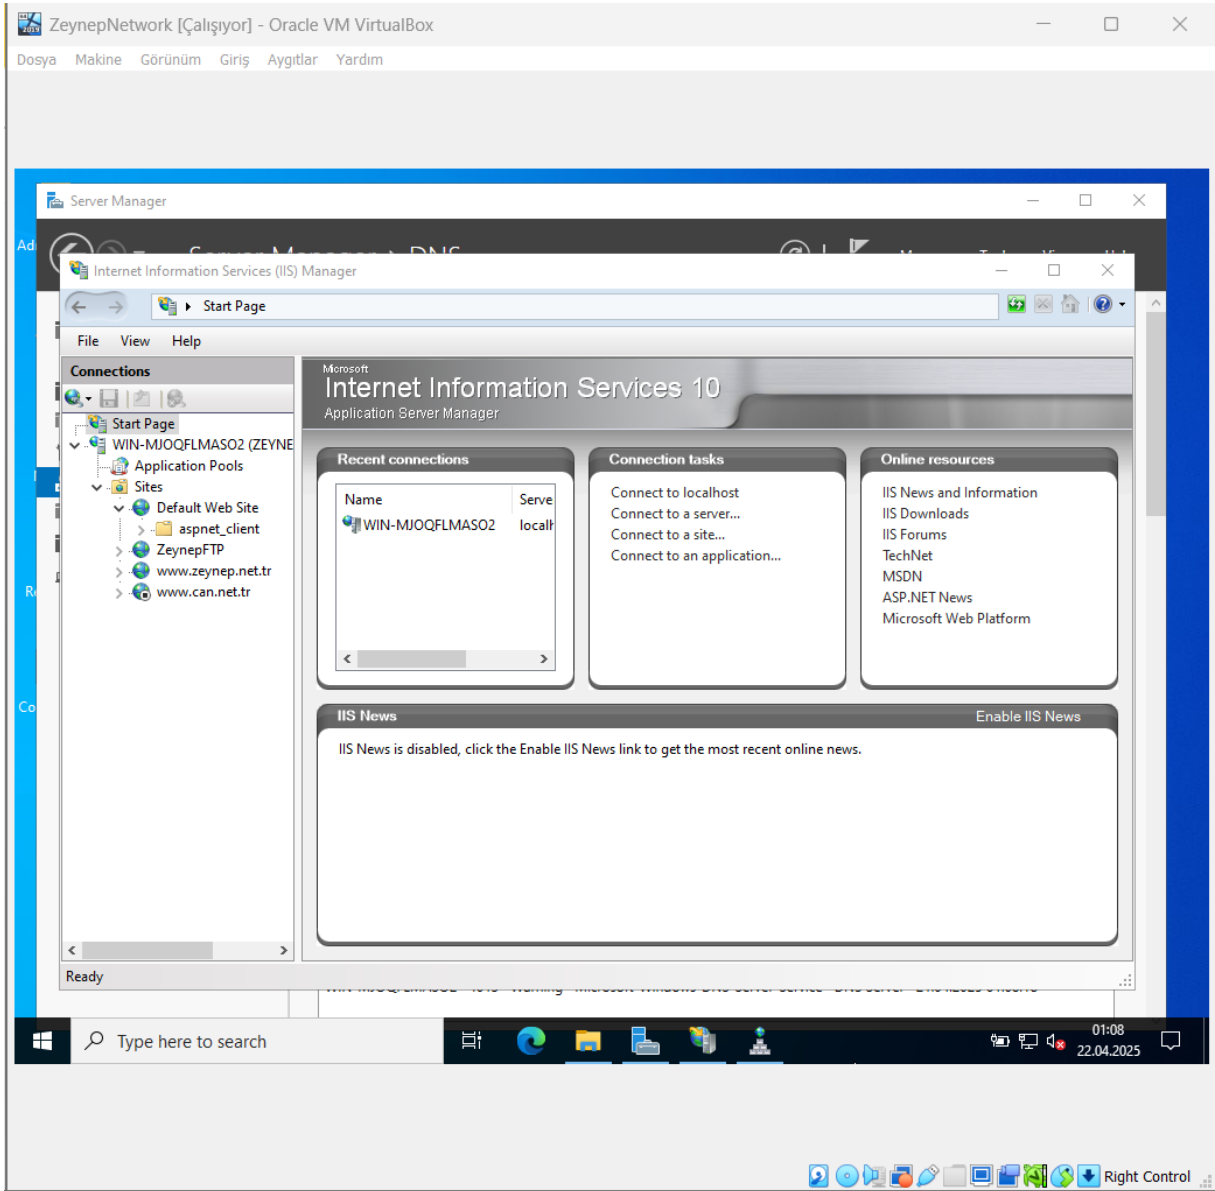 ZeynepNetwork [Çalışıyor] - Oracle VM VirtualBox
Dosya Makine Görünüm Giriş Aygıtlar Yardım
Server Manager
Internet Information Services (IIS) Manager
Start Page
File View Help
Connections
Start Page
WIN-MJOQFLMASO2 (ZEYNE
Application Pools
Sites
Default Web Site
aspnet_client
ZeynepFTP
www.zeynep.net.tr
www.can.net.tr
Microsoft
Internet Information Services 10
Application Server Manager
Recent connections
Name Serve
WIN-MJOQFLMASO2 localh
Connection tasks
Connect to localhost
Connect to a server...
Connect to a site...
Connect to an application...
Online resources
IIS News and Information
IIS Downloads
IIS Forums
TechNet
MSDN
ASP.NET News
Microsoft Web Platform
IIS News
Enable IIS News
IIS News is disabled, click the Enable IIS News link to get the most recent online news.
Ready
Type here to search
01:08
22.04.2025
Right Control